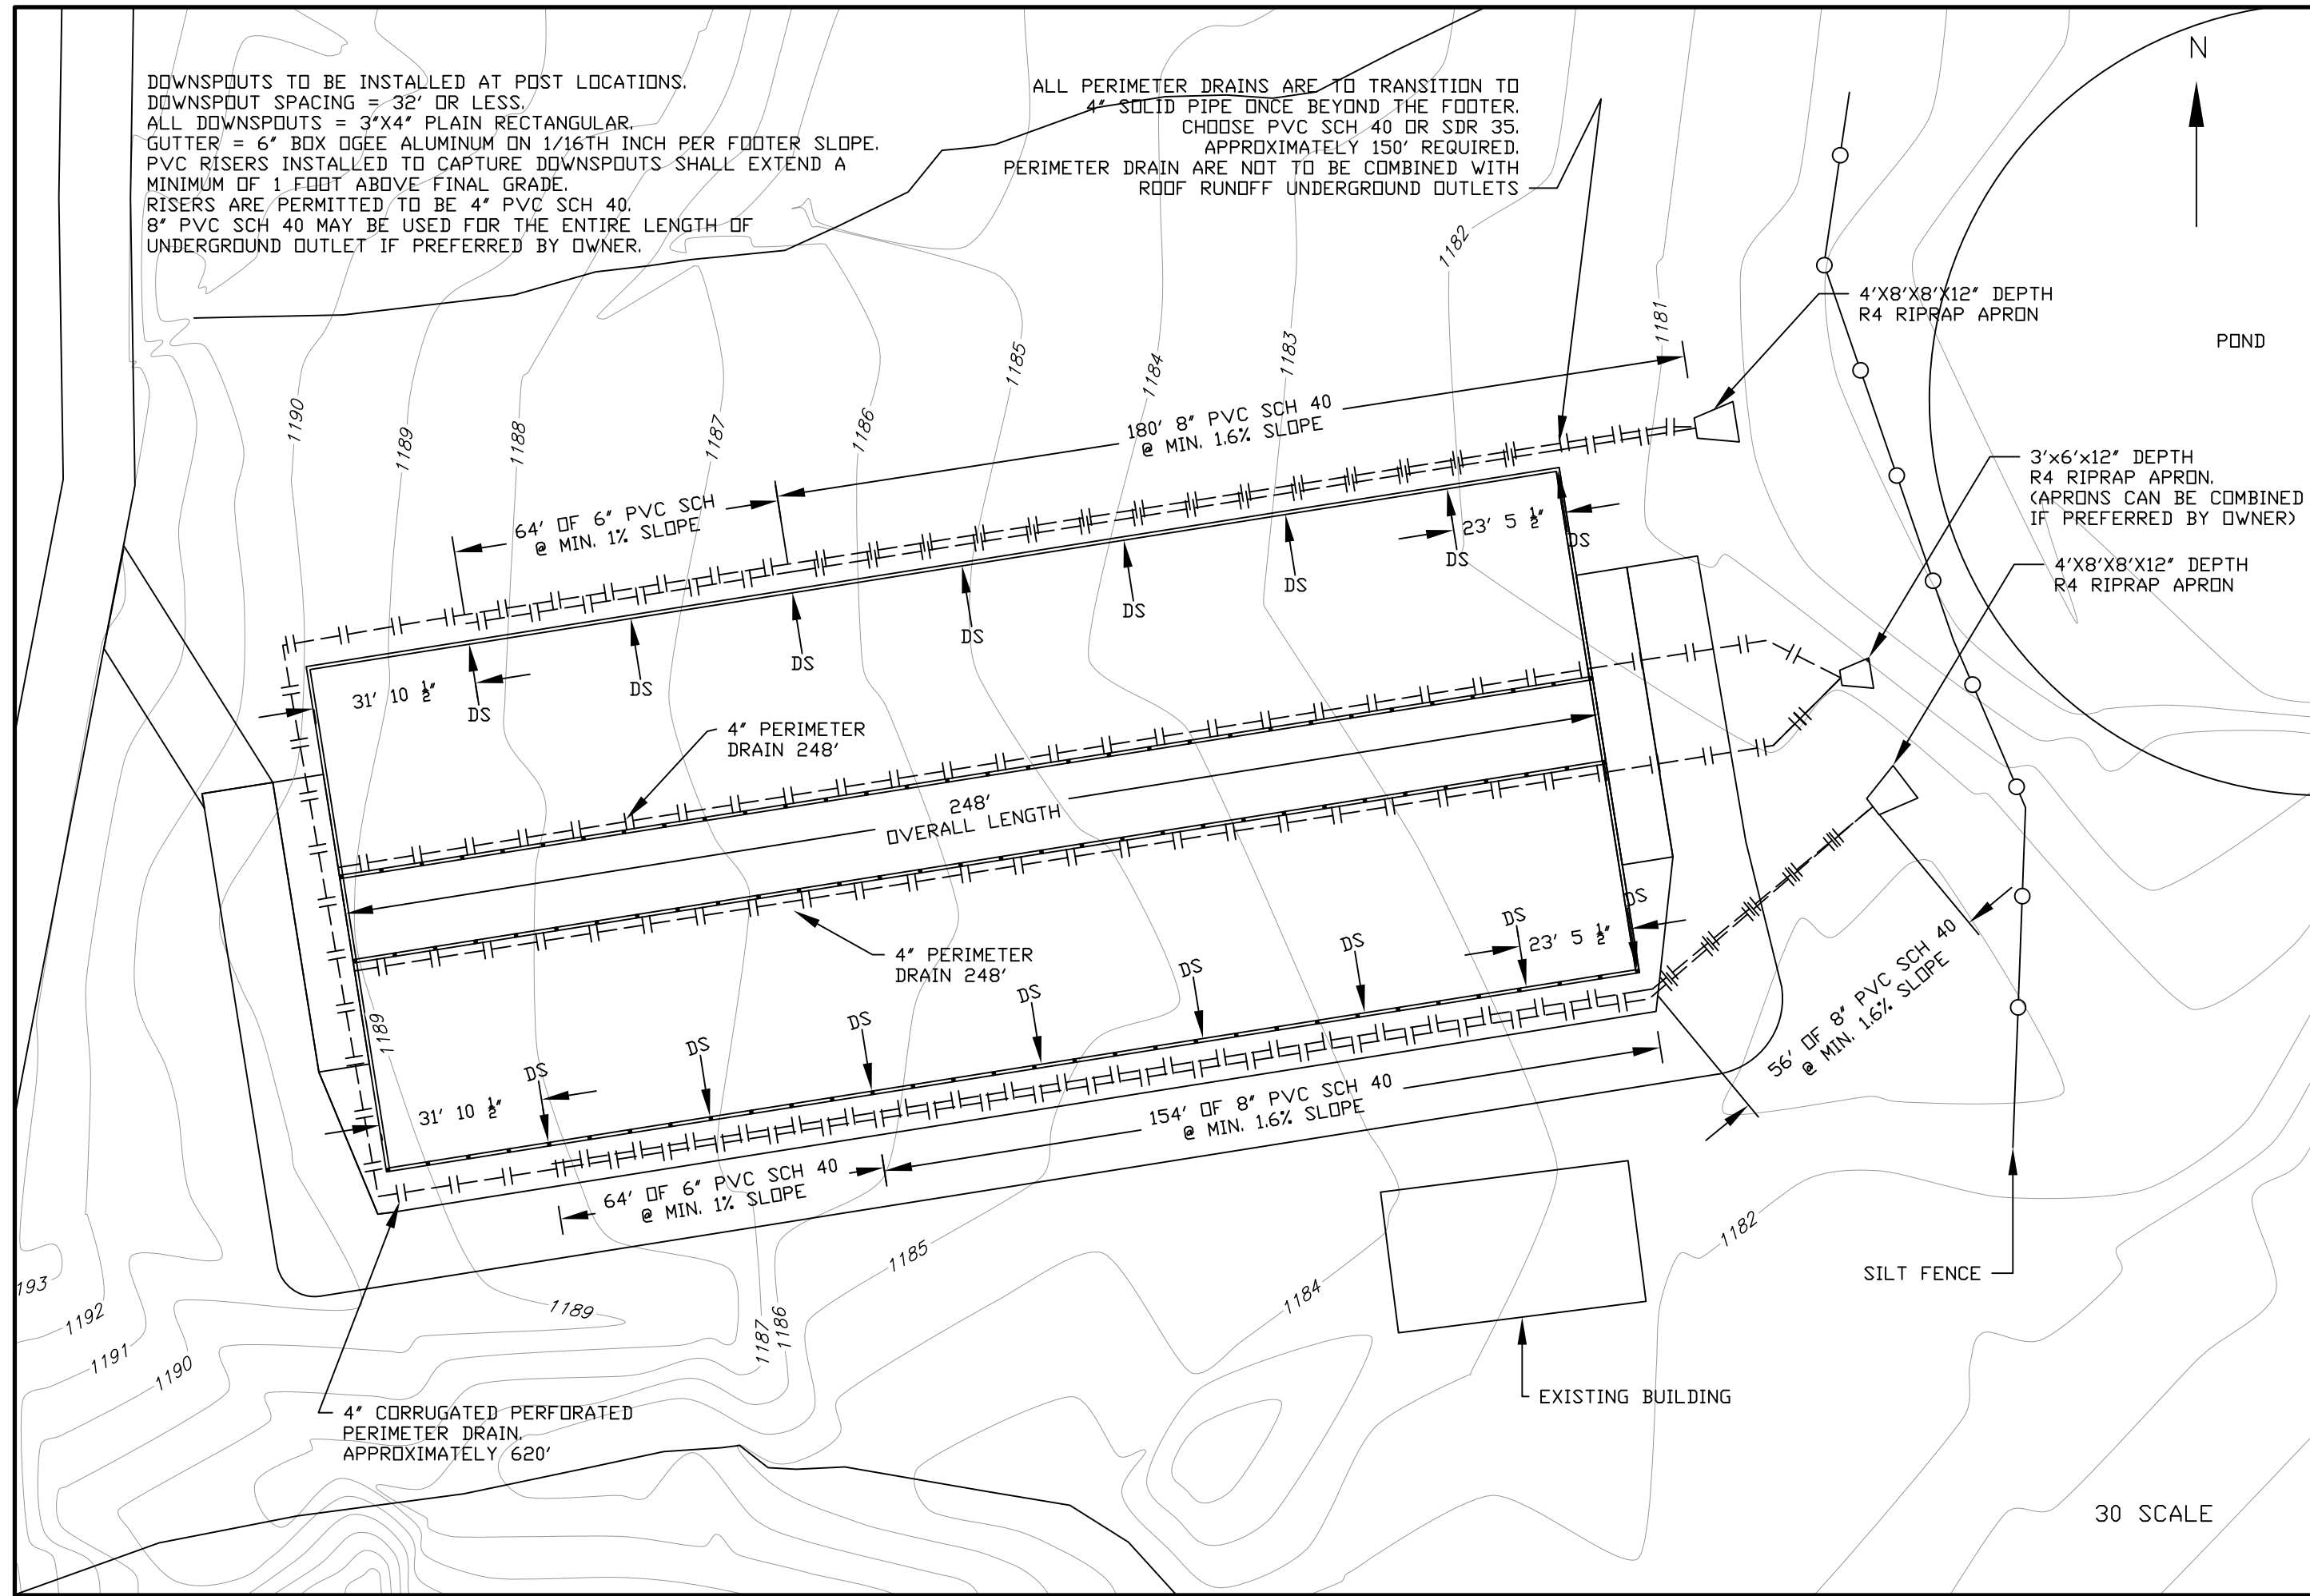 DOWNSPOUTS TO BE INSTALLED AT POST LOCATIONS.
DOWNSPOUT SPACING = 32' OR LESS.
ALL DOWNSPOUTS = 3"X4" PLAIN RECTANGULAR.
GUTTER = 6" BOX OGEE ALUMINUM ON 1/16TH INCH PER FOOTER SLOPE.
PVC RISERS INSTALLED TO CAPTURE DOWNSPOUTS SHALL EXTEND A
MINIMUM OF 1 FOOT ABOVE FINAL GRADE.
RISERS ARE PERMITTED TO BE 4" PVC SCH 40.
8" PVC SCH 40 MAY BE USED FOR THE ENTIRE LENGTH OF
UNDERGROUND OUTLET IF PREFERRED BY OWNER.
ALL PERIMETER DRAINS ARE TO TRANSITION TO
4" SOLID PIPE ONCE BEYOND THE FOOTER.
CHOOSE PVC SCH 40 OR SDR 35.
APPROXIMATELY 150' REQUIRED.
PERIMETER DRAIN ARE NOT TO BE COMBINED WITH
ROOF RUNOFF UNDERGROUND OUTLETS
N
1182
4'X8'X8'X12" DEPTH
R4 RIPRAP APRON
POND
1181
1183
1184
1185
1186
1187
1188
1189
1190
180' 8" PVC SCH 40
@ MIN. 1.6% SLOPE
3'x6'x12" DEPTH
R4 RIPRAP APRON.
(APRONS CAN BE COMBINED
IF PREFERRED BY OWNER)
64' OF 6" PVC SCH
@ MIN. 1% SLOPE
23' 5 ½"
DS
DS
4'X8'X8'X12" DEPTH
R4 RIPRAP APRON
DS
DS
DS
DS
DS
DS
31' 10 ½"
4" PERIMETER
DRAIN 248'
248'
OVERALL LENGTH
4" PERIMETER
DRAIN 248'
DS
DS
23' 5 ½"
DS
DS
DS
DS
DS
DS
31' 10 ½"
1189
56' OF 8" PVC SCH 40
@ MIN. 1.6% SLOPE
154' OF 8" PVC SCH 40
@ MIN. 1.6% SLOPE
64' OF 6" PVC SCH 40
@ MIN. 1% SLOPE
1182
1185
1184
SILT FENCE
193
1192
1191
1190
1189
1187
1186
EXISTING BUILDING
4" CORRUGATED PERFORATED
PERIMETER DRAIN.
APPROXIMATELY 620'
30 SCALE